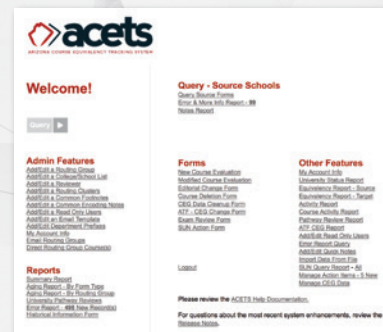 acets
ARIZONA COURSE EQUIVALENCY TRACKING SYSTEM
Welcome!
Query
Query - Source Schools
Query Source Forms
Error & More Info Report - 99
Notes Report
Admin Features
Add/Edit a Routing Group
Add/Edit a College/School List
Add/Edit a Reviewer
Add/Edit a Routing Clusters
Add/Edit a Common Footnotes
Add/Edit a Common Encoding Notes
Add/Edit a Read Only Users
Add/Edit an Email Template
Add/Edit Department Prefixes
My Account Info
Email Routing Groups
Direct Routing Group Course(s)
Forms
New Course Evaluation
Modified Course Evaluation
Editorial Change Form
Course Deletion Form
CEG Data Cleanup Form
ATF - CEG Change Form
Exam Review Form
SUN Action Form
Other Features
My Account Info
University Status Report
Equivalency Report - Source
Equivalency Report - Target
Activity Report
Course Activity Report
Pathway Review Report
ATF CEG Report
Add/Edit Read Only Users
Error Report Query
Add/Edit Quick Notes
Import Data From File
SUN Query Report - All
Manage Action Items - 5 New
Manage CEG Data
Logout
Reports
Summary Report
Aging Report - By Form Type
Aging Report - By Routing Group
University Pathway Reviews
Error Report - 498 New Record(s)
Historical Information Form
Please review the ACETS Help Documentation.
For questions about the most recent system enhancements, review the
Release Notes.